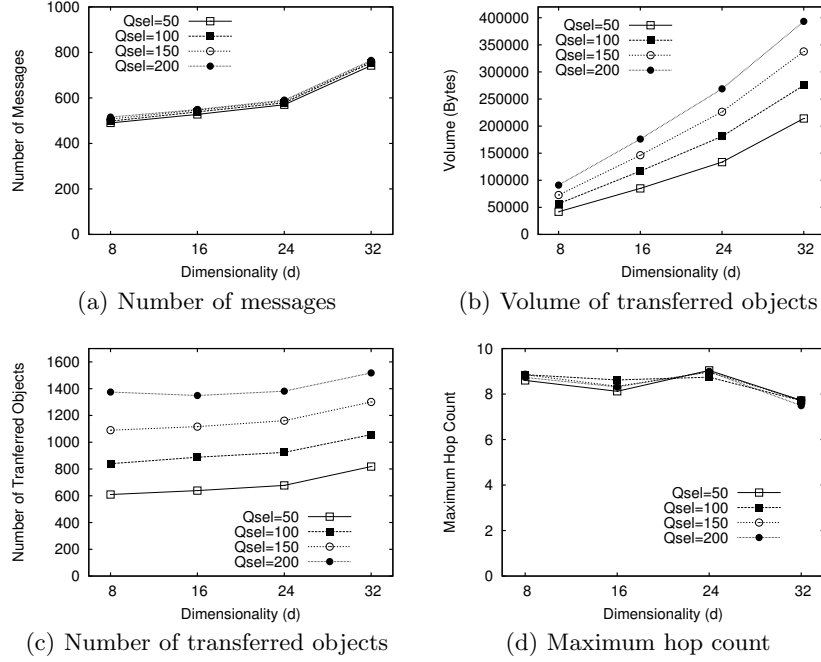 Number of Messages
1000
800
600
400
200
0
Qsel=50
Qsel=100
Qsel=150
Qsel=200
8 16 24 32
Dimensionality (d)
(a) Number of messages
Volume (Bytes)
400000
350000
300000
250000
200000
150000
100000
50000
0
Qsel=50
Qsel=100
Qsel=150
Qsel=200
8 16 24 32
Dimensionality (d)
(b) Volume of transferred objects
Number of Tranferred Objects
1600
1400
1200
1000
800
600
400
200
0
Qsel=50
Qsel=100
Qsel=150
Qsel=200
8 16 24 32
Dimensionality (d)
(c) Number of transferred objects
Maximum Hop Count
10
8
6
4
2
0
Qsel=50
Qsel=100
Qsel=150
Qsel=200
8 16 24 32
Dimensionality (d)
(d) Maximum hop count